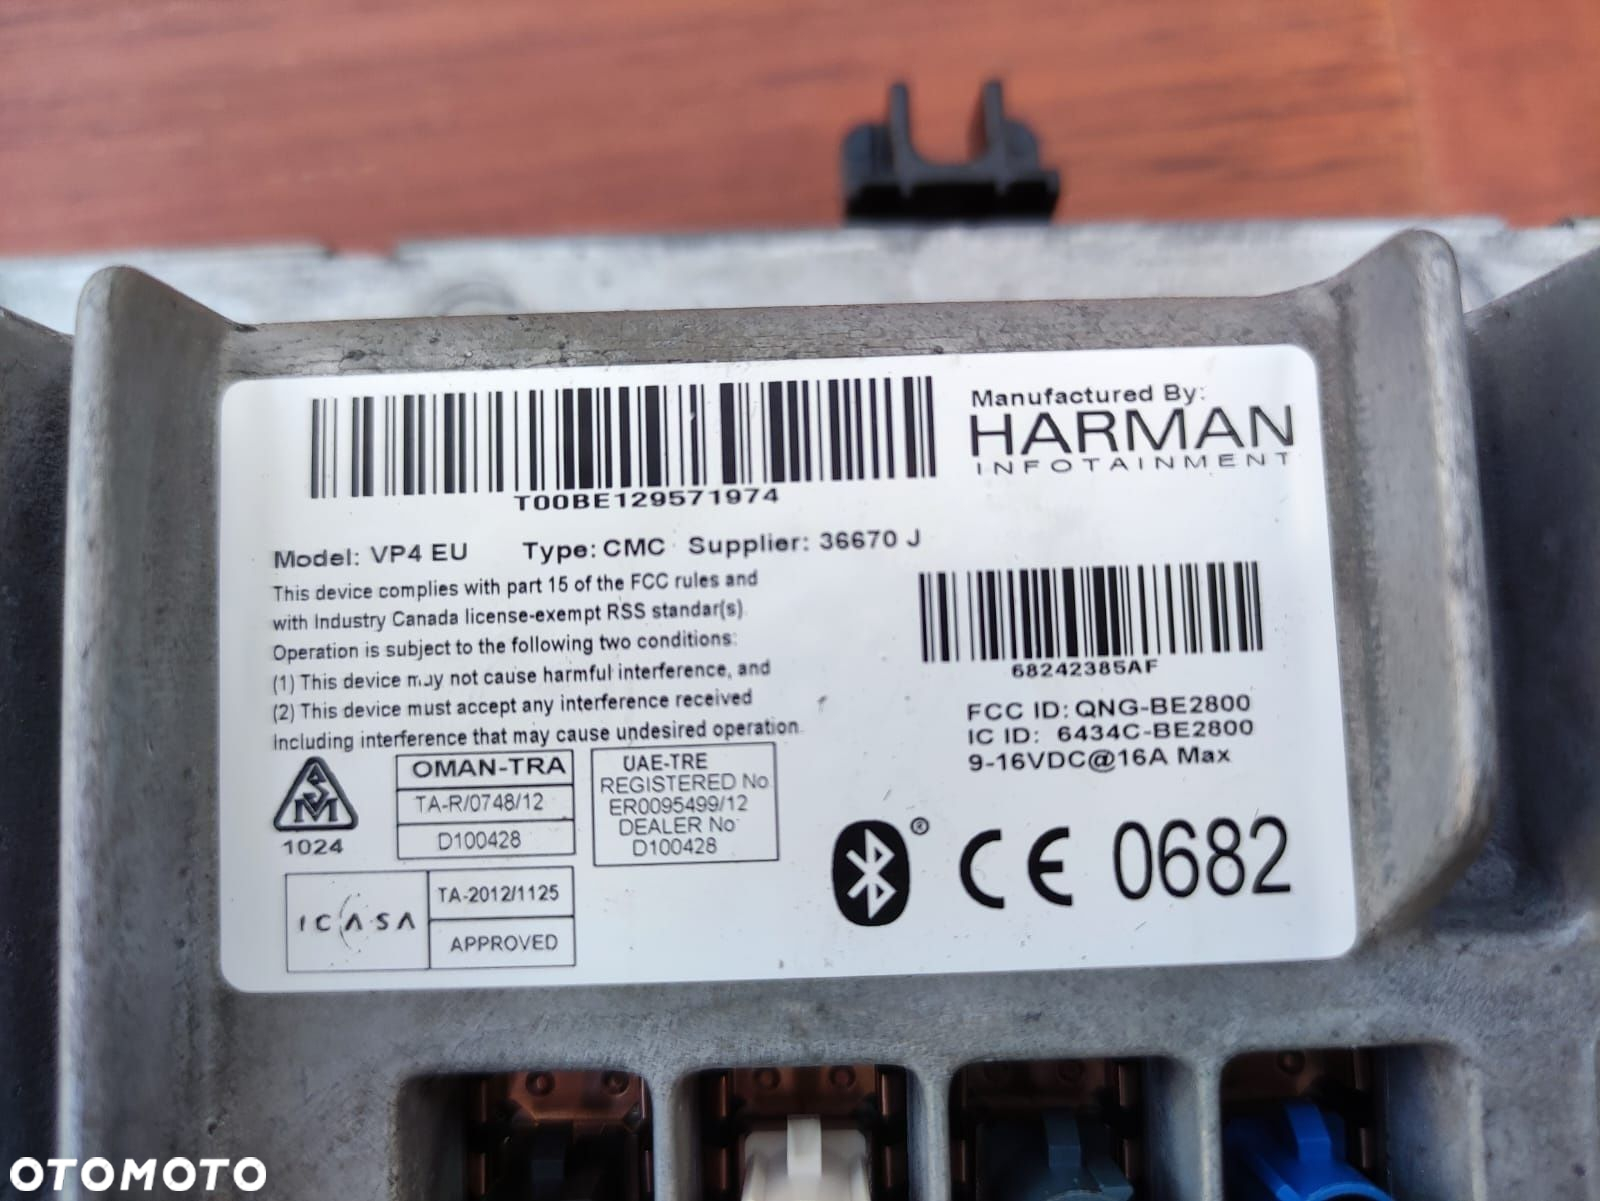 Manufactured By:
HARMAN
INFOTAINMENT
T00BE129571974
Model: VP4 EU Type: CMC Supplier: 36670 J
This device complies with part 15 of the FCC rules and
with Industry Canada license-exempt RSS standar(s)
Operation is subject to the following two conditions:
(1) This device may not cause harmful interference, and
(2) This device must accept any interference received
Including interference that may cause undesired operation.
68242385AF
FCC ID: QNG-BE2800
IC ID: 6434C-BE2800
9-16VDC@16A Max
SM
1024
OMAN-TRA
TA-R/0748/12
D100428
UAE-TRE
REGISTERED No
ER0095499/12
DEALER No
D100428
ICASA
TA-2012/1125
APPROVED
® CE 0682
OTOMOTO